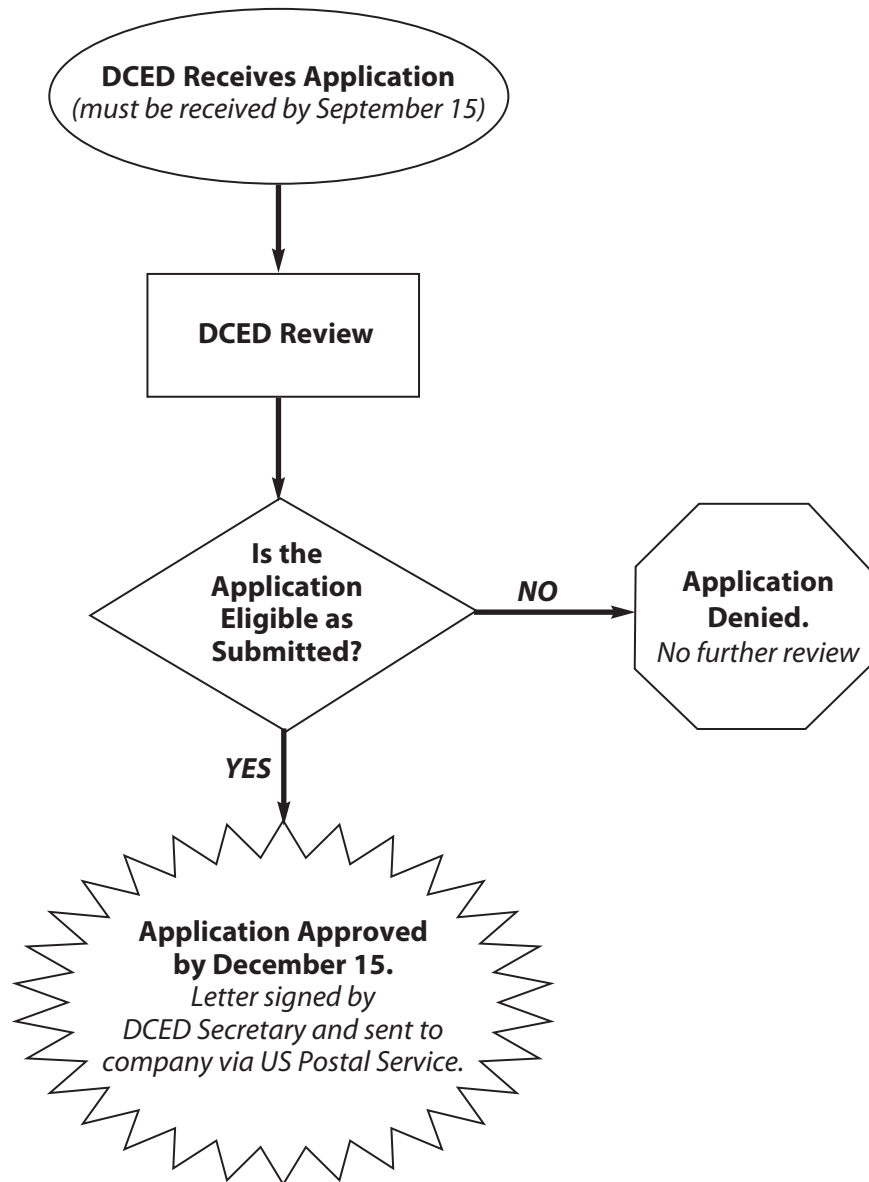 DCED Receives Application
(must be received by September 15)
DCED Review
Is the
Application
Eligible as
Submitted?
NO
Application
Denied.
No further review
YES
Application Approved
by December 15.
Letter signed by
DCED Secretary and sent to
company via US Postal Service.